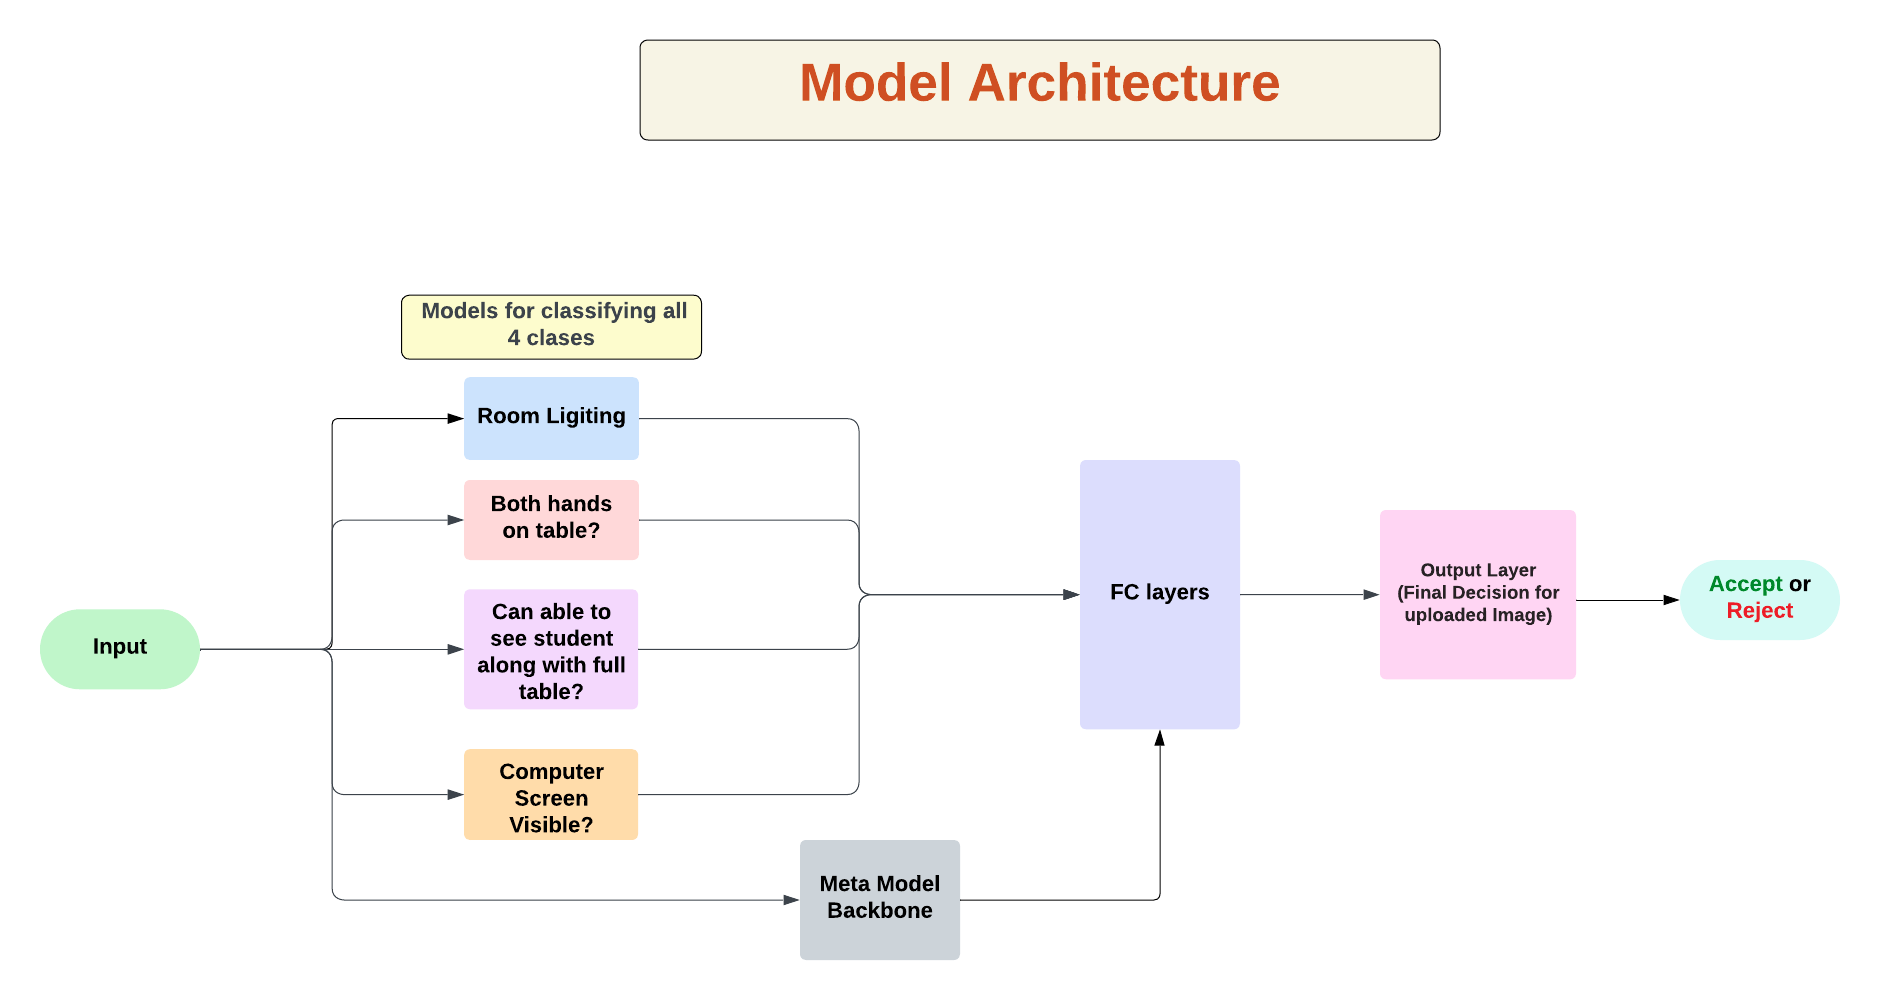 Model Architecture
Models for classifying all
4 clases
Room Ligiting
Both hands
on table?
Can able to
see student
along with full
table?
Computer
Screen
Visible?
Input
Meta Model
Backbone
FC layers
Output Layer
(Final Decision for
uploaded Image)
Accept or
Reject